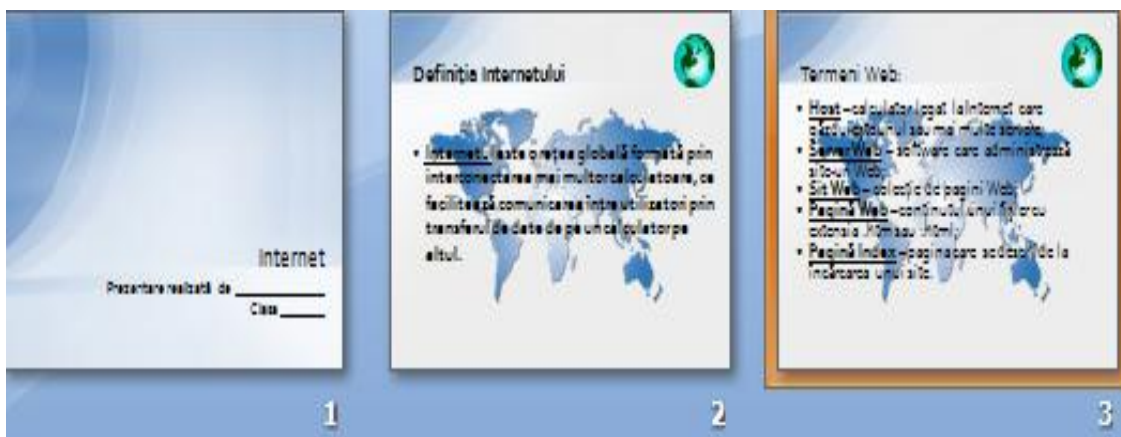 Internet
Prezentare realizată de
Clasa
1
Definiția Internetului
• Internetul este o rețea globală formată prin
interconectarea mai multor calculatoare, ce
facilitează comunicarea între utilizatori prin
transferul de date de pe un calculator pe
altul.
2
Termeni Web:
• Host – calculator legat la Internet care
găzduiește unul sau mai multe servere;
• Server Web – software care administrează
site-uri Web;
• Sit Web – colecție de pagini Web;
• Pagină Web – conținutul unui fișier cu
extensia .htm sau .html;
• Pagină Index – pagina care se deschide la
încărcarea unui site.
3